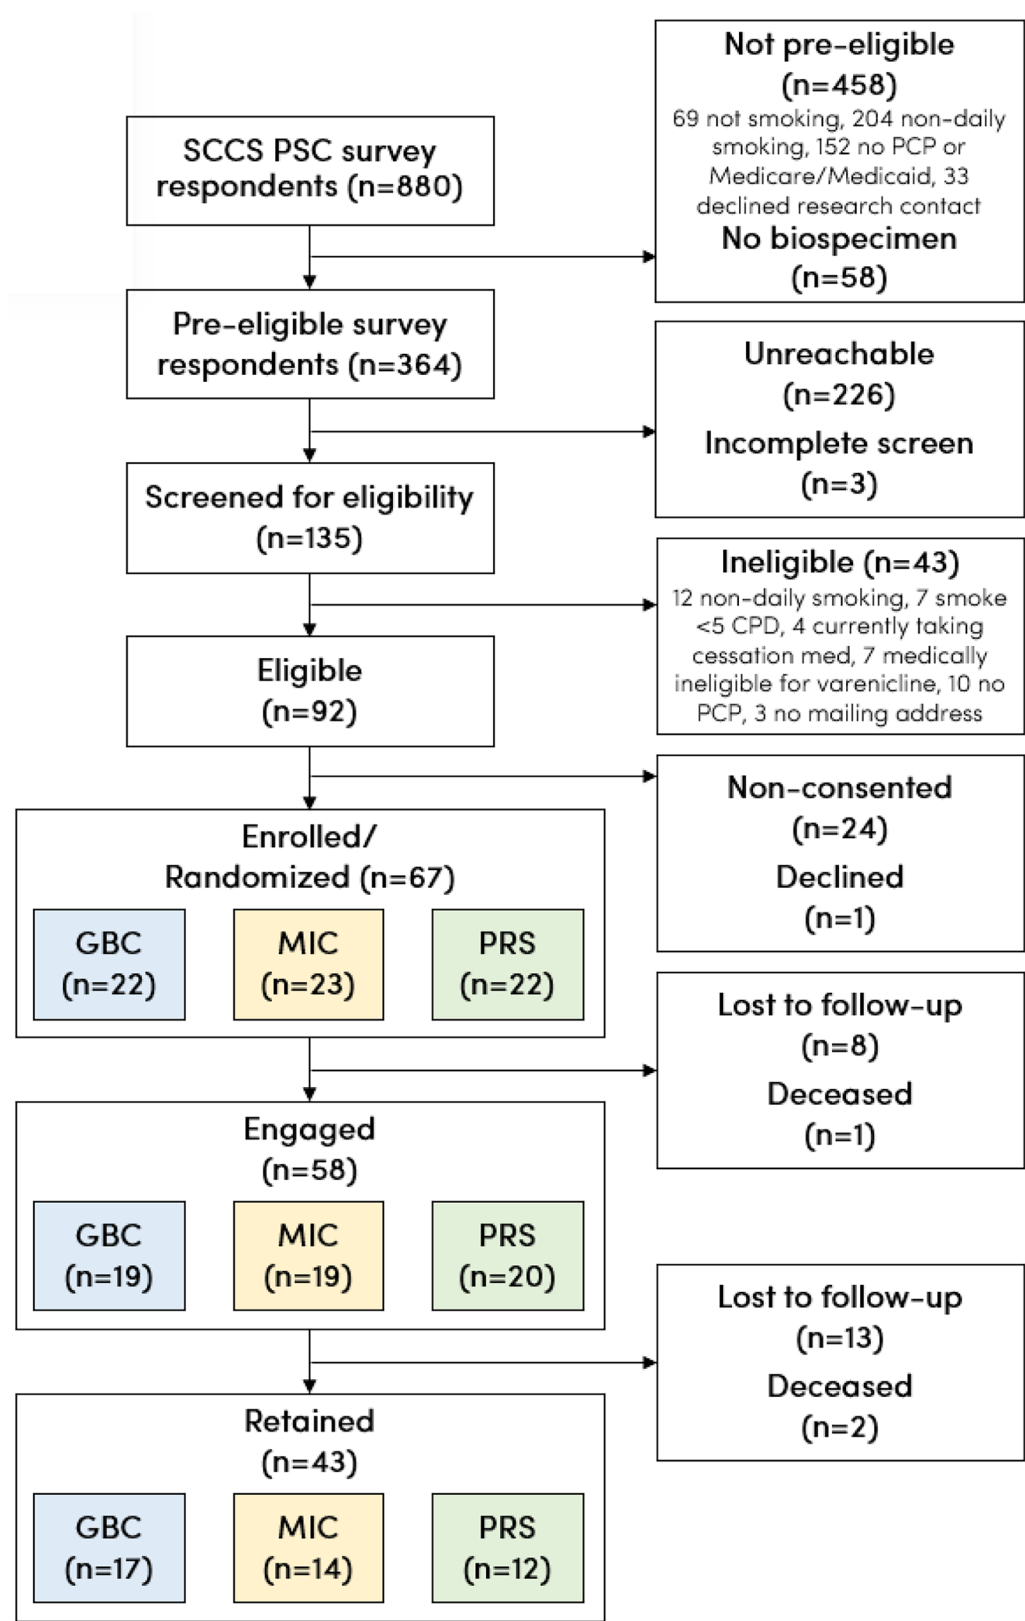 SCCS PSC survey
respondents (n=880)
Not pre-eligible
(n=458)
69 not smoking, 204 non-daily
smoking, 152 no PCP or
Medicare/Medicaid, 33
declined research contact
No biospecimen
(n=58)
Pre-eligible survey
respondents (n=364)
Unreachable
(n=226)
Incomplete screen
(n=3)
Screened for eligibility
(n=135)
Ineligible (n=43)
12 non-daily smoking, 7 smoke
<5 CPD, 4 currently taking
cessation med, 7 medically
ineligible for varenicline, 10 no
PCP, 3 no mailing address
Eligible
(n=92)
Non-consented
(n=24)
Declined
(n=1)
Enrolled/
Randomized (n=67)
GBC
(n=22)
MIC
(n=23)
PRS
(n=22)
Lost to follow-up
(n=8)
Deceased
(n=1)
Engaged
(n=58)
GBC
(n=19)
MIC
(n=19)
PRS
(n=20)
Lost to follow-up
(n=13)
Deceased
(n=2)
Retained
(n=43)
GBC
(n=17)
MIC
(n=14)
PRS
(n=12)